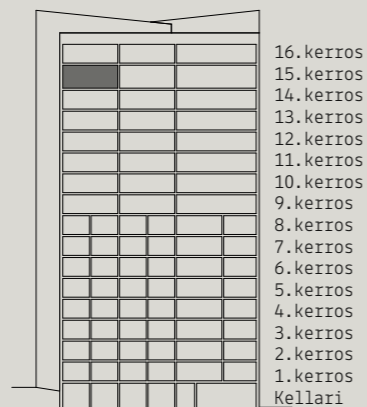 16.kerros
15.kerros
14.kerros
13.kerros
12.kerros
11.kerros
10.kerros
9.kerros
8.kerros
7.kerros
6.kerros
5.kerros
4.kerros
3.kerros
2.kerros
1.kerros
Kellari